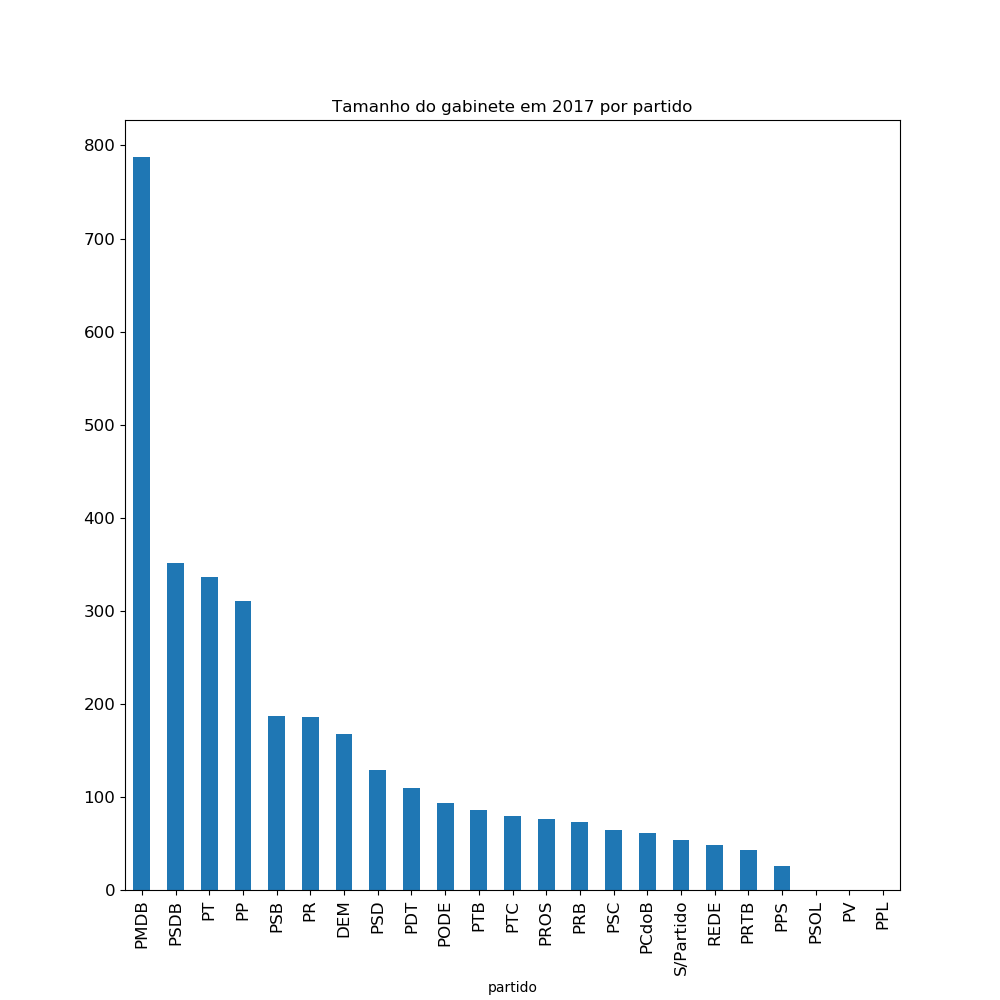 Tamanho do gabinete em 2017 por partido
800
700
600
500
400
300
200
100
0
PMDB
PSDB
PT
PP
PSB
PR
DEM
PSD
PDT
PODE
PTB
PTC
PROS
PRB
PSC
PCdoB
S/Partido
REDE
PRTB
PPS
PSOL
PV
PPL
partido